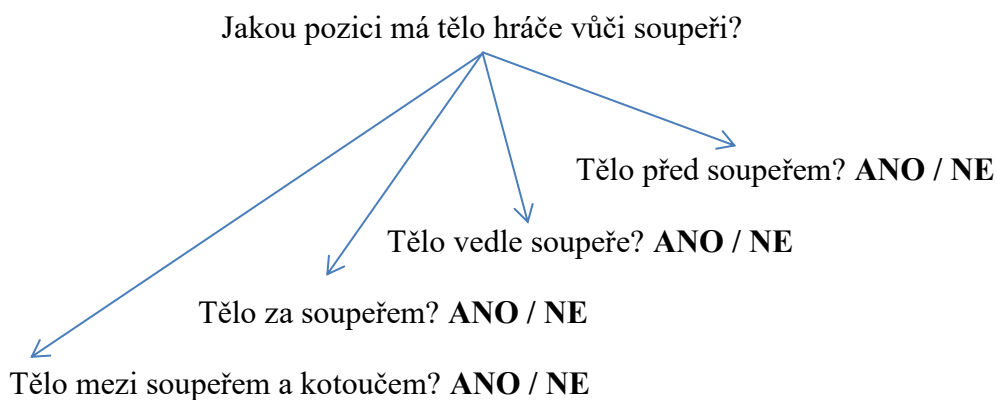 Jakou pozici má tělo hráče vůči soupeři?
Tělo před soupeřem? ANO / NE
Tělo vedle soupeře? ANO / NE
Tělo za soupeřem? ANO / NE
Tělo mezi soupeřem a kotoučem? ANO / NE